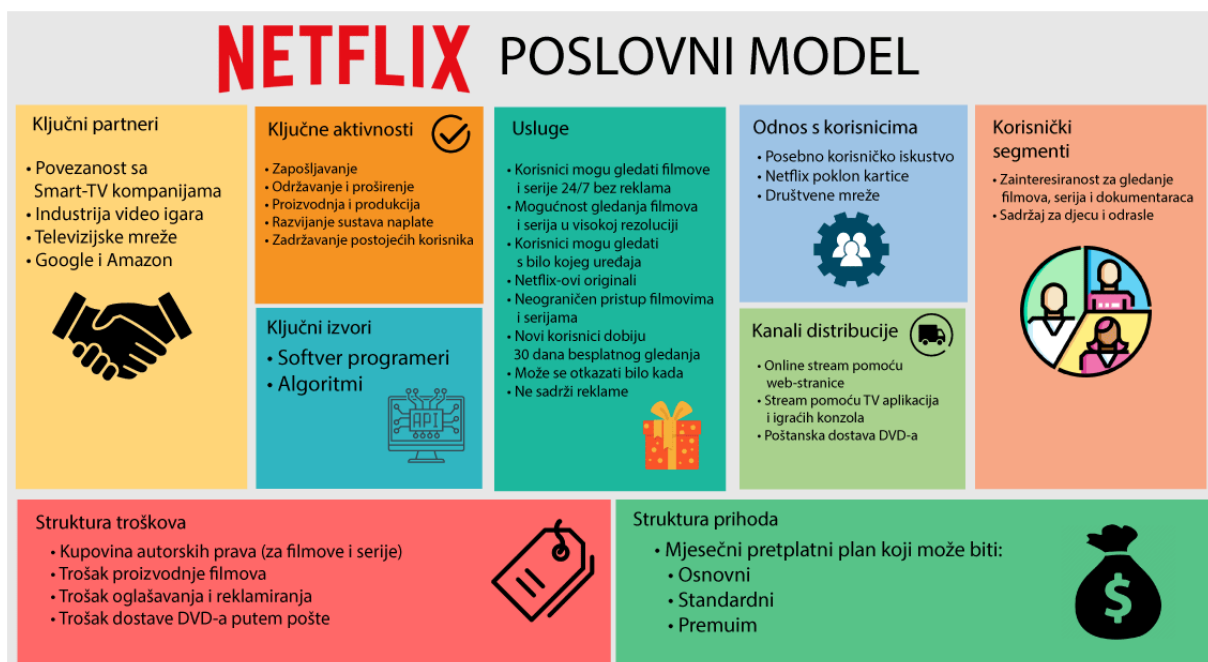 NETFLIX POSLOVNI MODEL
Ključni partneri
• Povezanost sa
Smart-TV kompanijama
• Industrija video igara
• Televizijske mreže
• Google i Amazon
Ključne aktivnosti
• Zapošljavanje
• Održavanje i proširenje
• Proizvodnja i produkcija
• Razvijanje sustava naplate
• Zadržavanje postojećih korisnika
Ključni izvori
• Softver programeri
• Algoritmi
API
Usluge
• Korisnici mogu gledati filmove
i serije 24/7 bez reklama
• Mogućnost gledanja filmova
i serija u visokoj rezoluciji
• Korisnici mogu gledati
s bilo kojeg uređaja
• Netflix-ovi originali
• Neograničen pristup filmovima
i serijama
• Novi korisnici dobiju
30 dana besplatnog gledanja
• Može se otkazati bilo kada
• Ne sadrži reklame
Odnos s korisnicima
• Posebno korisničko iskustvo
• Netflix poklon kartice
• Društvene mreže
Kanali distribucije
• Online stream pomoću
web-stranice
• Stream pomoću TV aplikacija
i igraćih konzola
• Poštanska dostava DVD-a
Korisnički
segmenti
• Zainteresiranost za gledanje
filmova, serija i dokumentaraca
• Sadržaj za djecu i odrasle
Struktura troškova
• Kupovina autorskih prava (za filmove i serije)
• Trošak proizvodnje filmova
• Trošak oglašavanja i reklamiranja
• Trošak dostave DVD-a putem pošte
Struktura prihoda
• Mjesečni pretplatni plan koji može biti:
• Osnovni
• Standardni
• Premuim
$